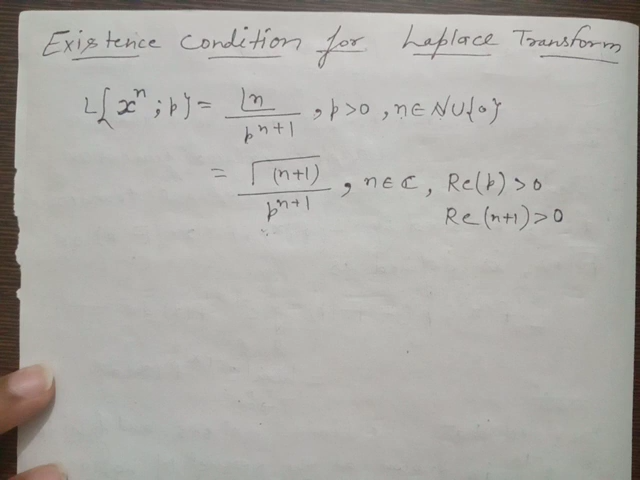 Existence Condition for Laplace Transform
L{x^n ; p} = ⌊n / p^{n+1} , p>0 , n∈ℕ∪{0}
= Γ(n+1) / p^{n+1} , n∈ℂ, Re(p)>0
Re(n+1)>0